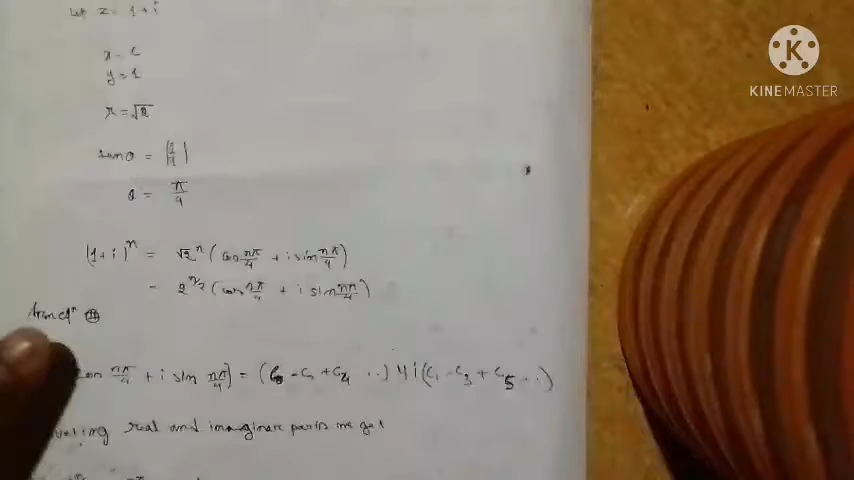 Let z = 1 + i
x = 1
y = 1
r = √2
tan θ = |1/1|
θ = π/4
(1+i)^n = √2^n (cos nπ/4 + i sin nπ/4)
= 2^n/2 (cos nπ/4 + i sin nπ/4)
cos nπ/4 + i sin nπ/4] = (C0 - C + C4 ..) + i(C1 - C3 + C5 ..)
real and imaginary parts we get
K
KINEMASTER